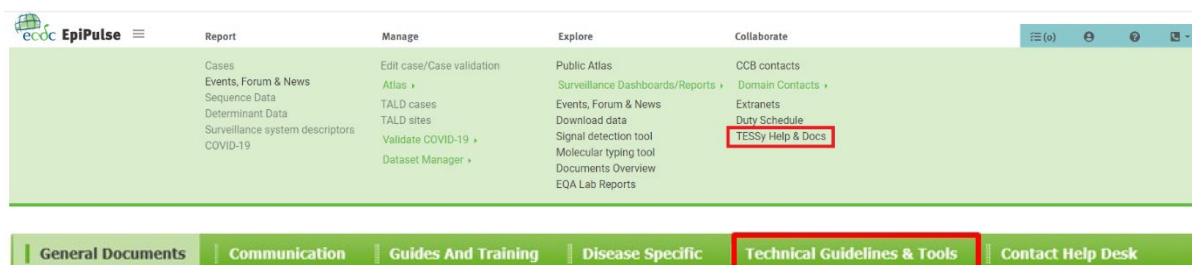 ecdc EpiPulse
Report
Manage
Explore
Collaborate
(0)
Cases
Events, Forum & News
Sequence Data
Determinant Data
Surveillance system descriptors
COVID-19
Edit case/Case validation
Atlas
TALD cases
TALD sites
Validate COVID-19
Dataset Manager
Public Atlas
Surveillance Dashboards/Reports
Events, Forum & News
Download data
Signal detection tool
Molecular typing tool
Documents Overview
EQA Lab Reports
CCB contacts
Domain Contacts
Extranets
Duty Schedule
TESSy Help & Docs
General Documents
Communication
Guides And Training
Disease Specific
Technical Guidelines & Tools
Contact Help Desk